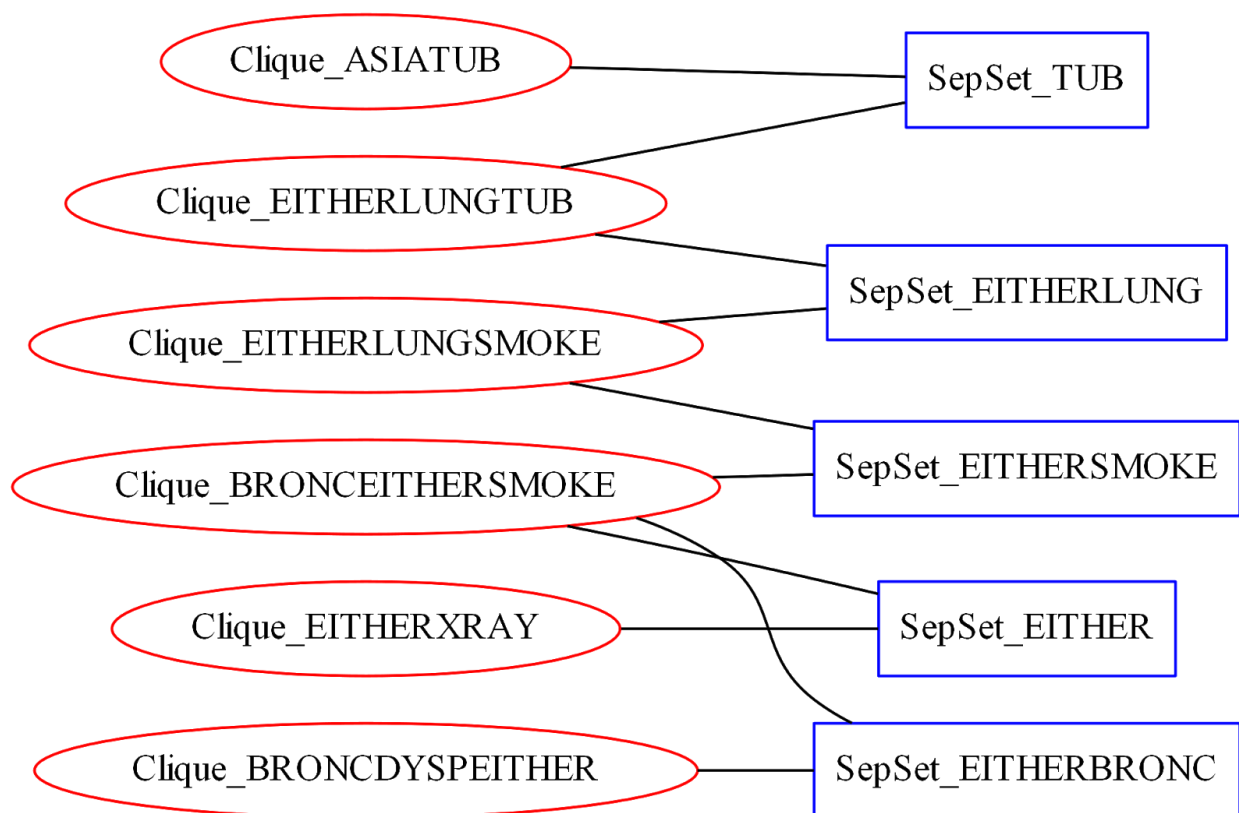 Clique_ASIATUB
SepSet_TUB
Clique_EITHERLUNGTUB
SepSet_EITHERLUNG
Clique_EITHERLUNGSMOKE
SepSet_EITHERSMOKE
Clique_BRONCEITHERSMOKE
Clique_EITHERXRAY
SepSet_EITHER
Clique_BRONCDYSPEITHER
SepSet_EITHERBRONC